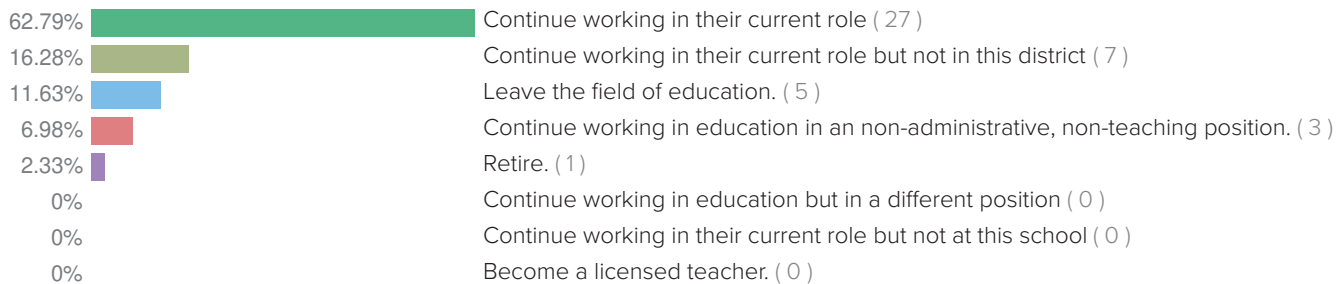 62.79% Continue working in their current role ( 27 )
16.28% Continue working in their current role but not in this district ( 7 )
11.63% Leave the field of education. ( 5 )
6.98% Continue working in education in an non-administrative, non-teaching position. ( 3 )
2.33% Retire. ( 1 )
0% Continue working in education but in a different position ( 0 )
0% Continue working in their current role but not at this school ( 0 )
0% Become a licensed teacher. ( 0 )